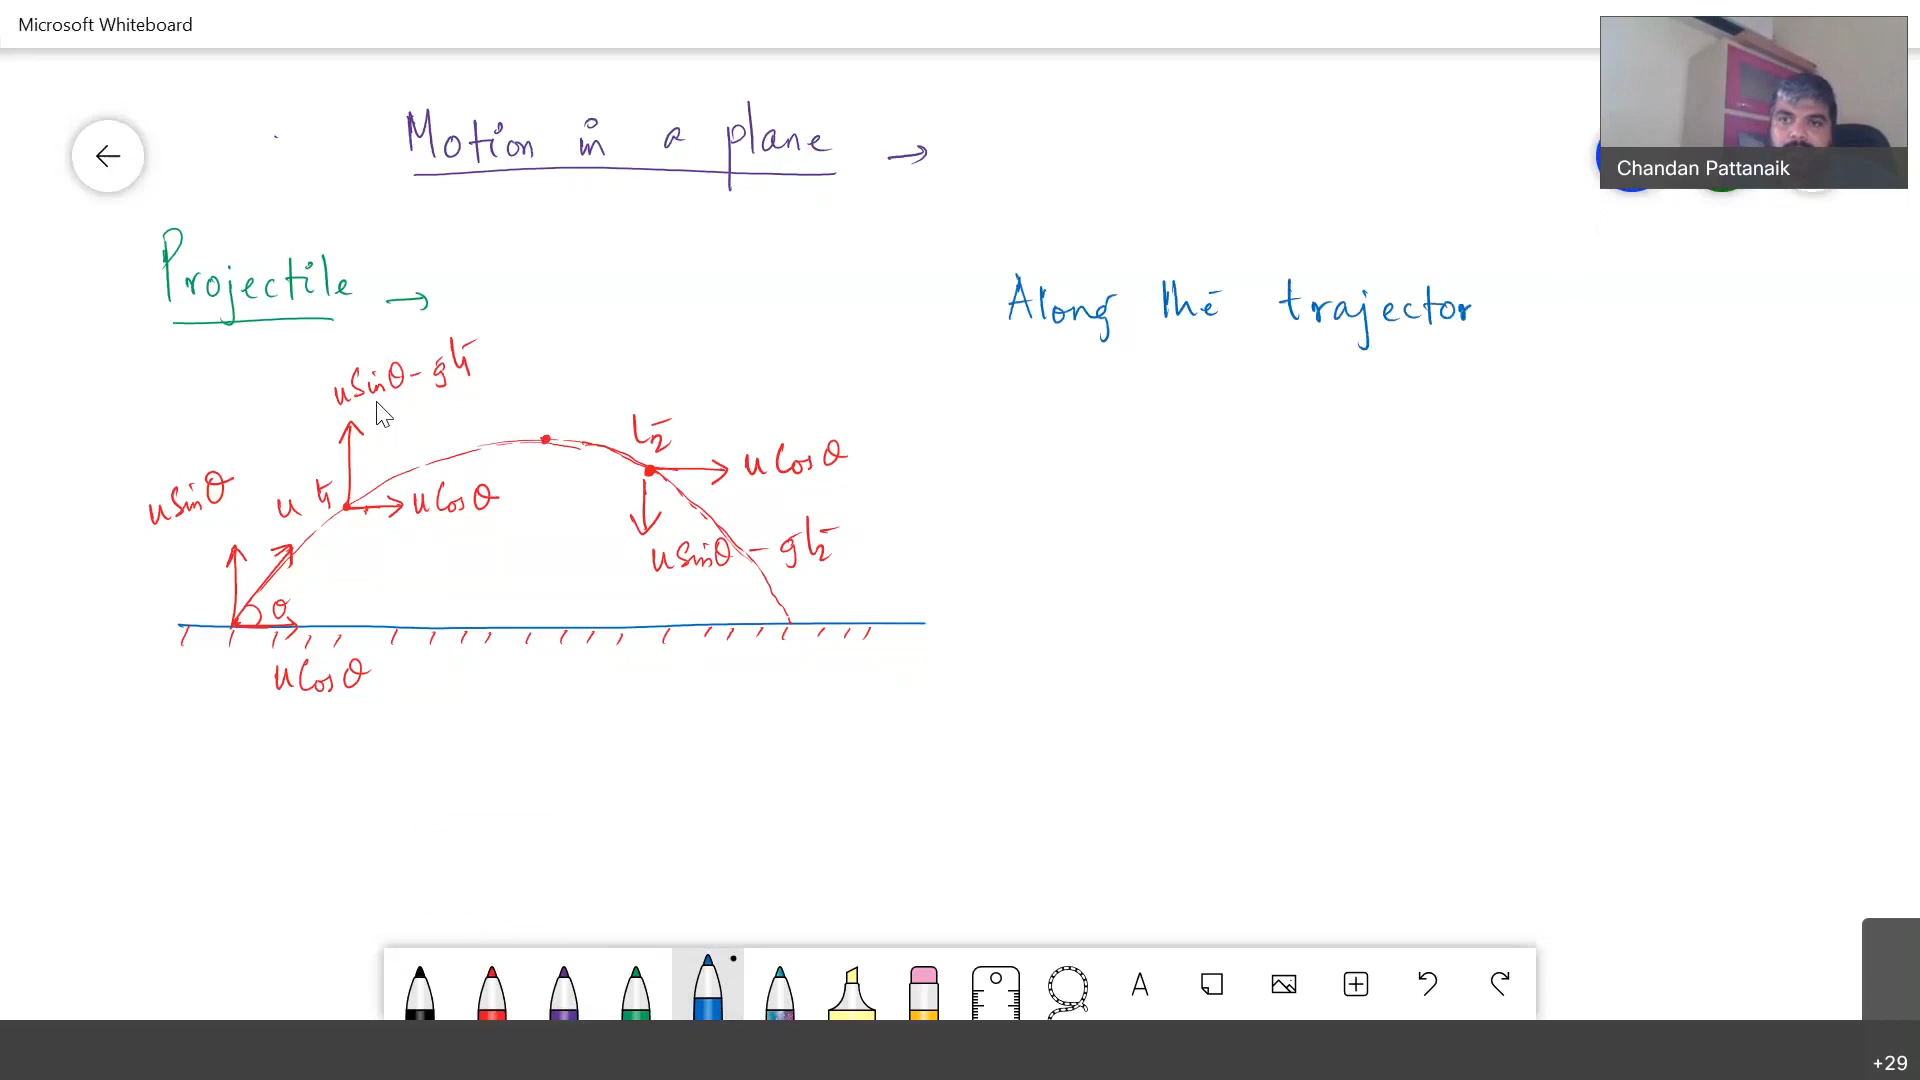 Microsoft Whiteboard
Chandan Pattanaik
Motion in a plane →
Projectile →
Along the trajector
u sinθ - gt₁
t₂
u cosθ
u sinθ
u t₁
u cosθ
u sinθ - gt₂
θ
u cosθ
A
+29